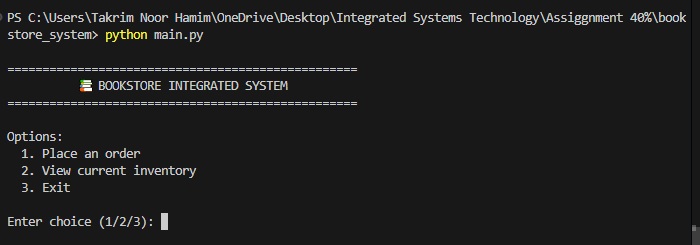 PS C:\Users\Takrim Noor Hamim\OneDrive\Desktop\Integrated Systems Technology\Assiggnment 40%\book
store_system> python main.py
==================================================
📚 BOOKSTORE INTEGRATED SYSTEM
==================================================
Options:
1. Place an order
2. View current inventory
3. Exit
Enter choice (1/2/3):